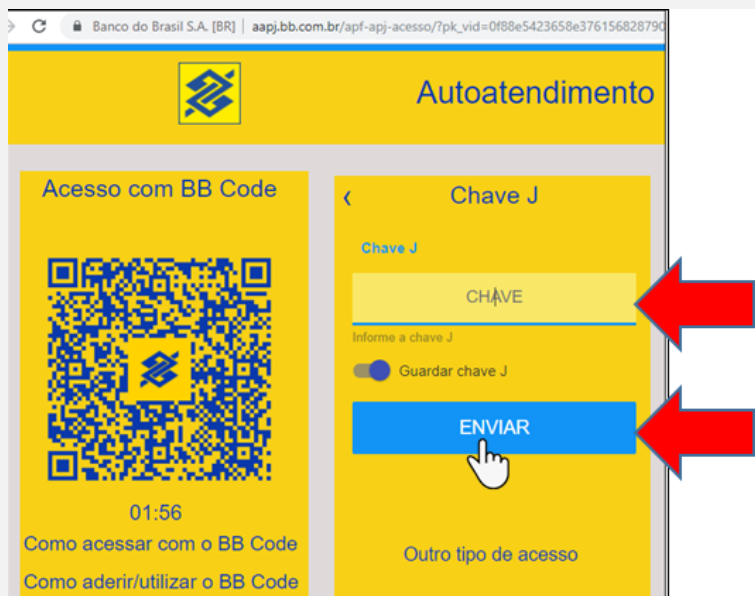 Banco do Brasil S.A. [BR] | aapj.bb.com.br/apf-apj-acesso/?pk_vid=0f88e5423658e376156828790
Autoatendimento
Acesso com BB Code
01:56
Como acessar com o BB Code
Como aderir/utilizar o BB Code
Chave J
Chave J
CHAVE
Informe a chave J
Guardar chave J
ENVIAR
Outro tipo de acesso